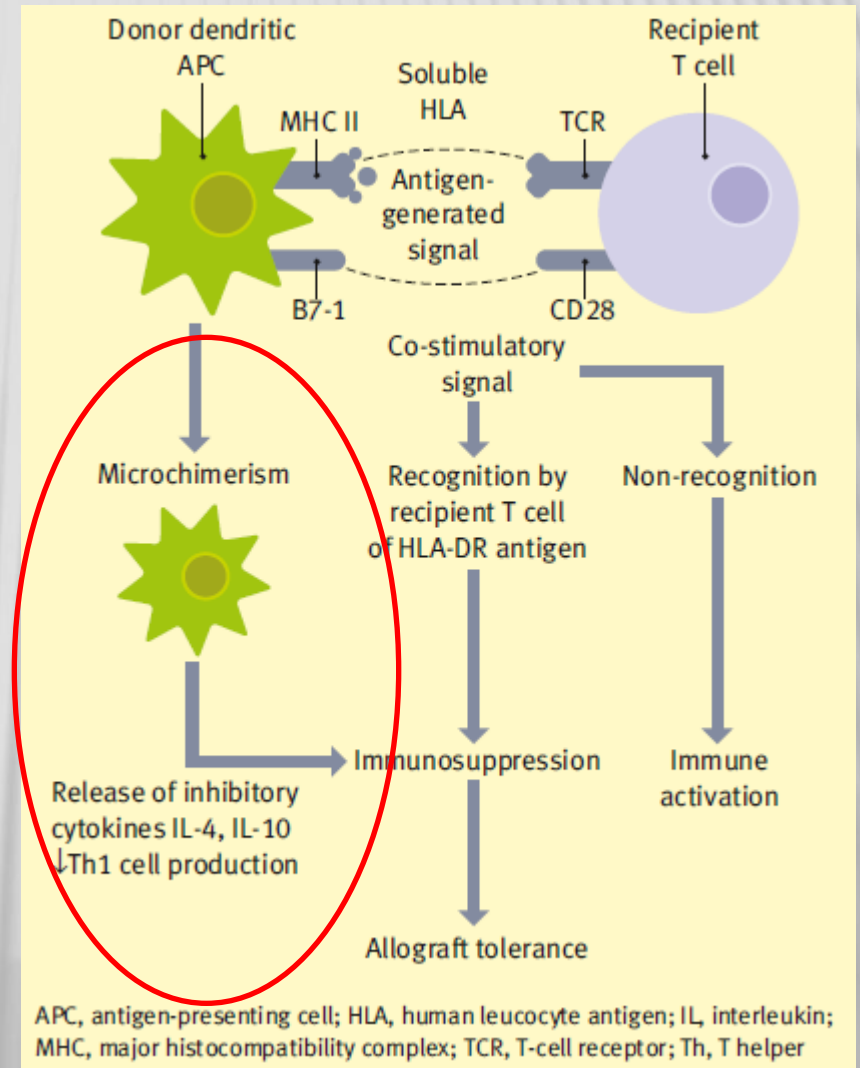 Donor dendritic
APC
Recipient
T cell
Soluble
HLA
MHC II
TCR
Antigen-
generated
signal
B7-1
CD28
Co-stimulatory
signal
Microchimerism
Recognition by
recipient T cell
of HLA-DR antigen
Non-recognition
Immunosuppression
Immune
activation
Release of inhibitory
cytokines IL-4, IL-10
↓Th1 cell production
Allograft tolerance
APC, antigen-presenting cell; HLA, human leucocyte antigen; IL, interleukin;
MHC, major histocompatibility complex; TCR, T-cell receptor; Th, T helper